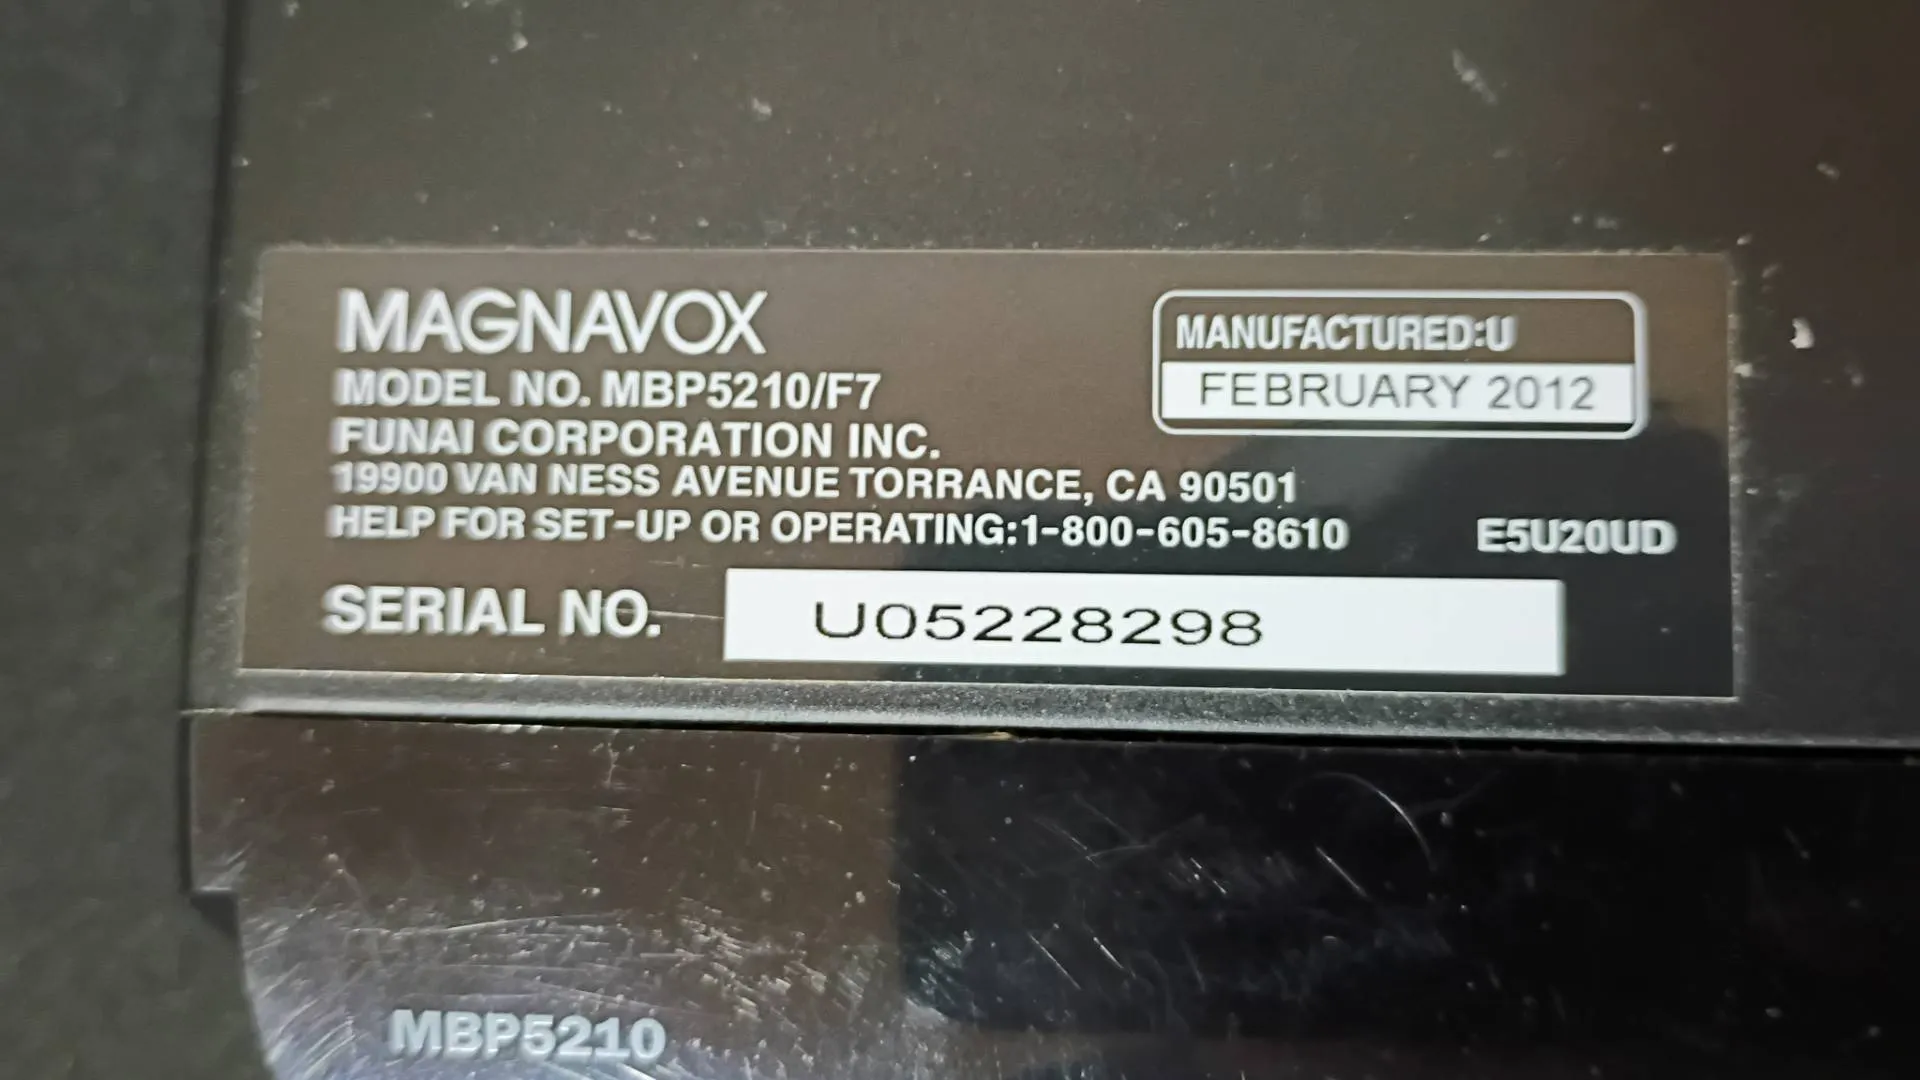 MAGNAVOX
MODEL NO. MBP5210/F7
FUNAI CORPORATION INC.
19900 VAN NESS AVENUE TORRANCE, CA 90501
HELP FOR SET-UP OR OPERATING:1-800-605-8610
MANUFACTURED:U
FEBRUARY 2012
E5U20UD
SERIAL NO. U05228298
MBP5210